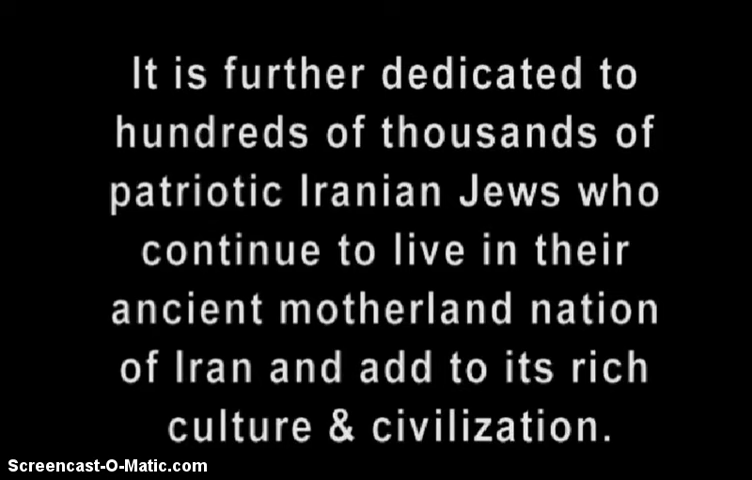 It is further dedicated to
hundreds of thousands of
patriotic Iranian Jews who
continue to live in their
ancient motherland nation
of Iran and add to its rich
culture & civilization.
Screencast-O-Matic.com